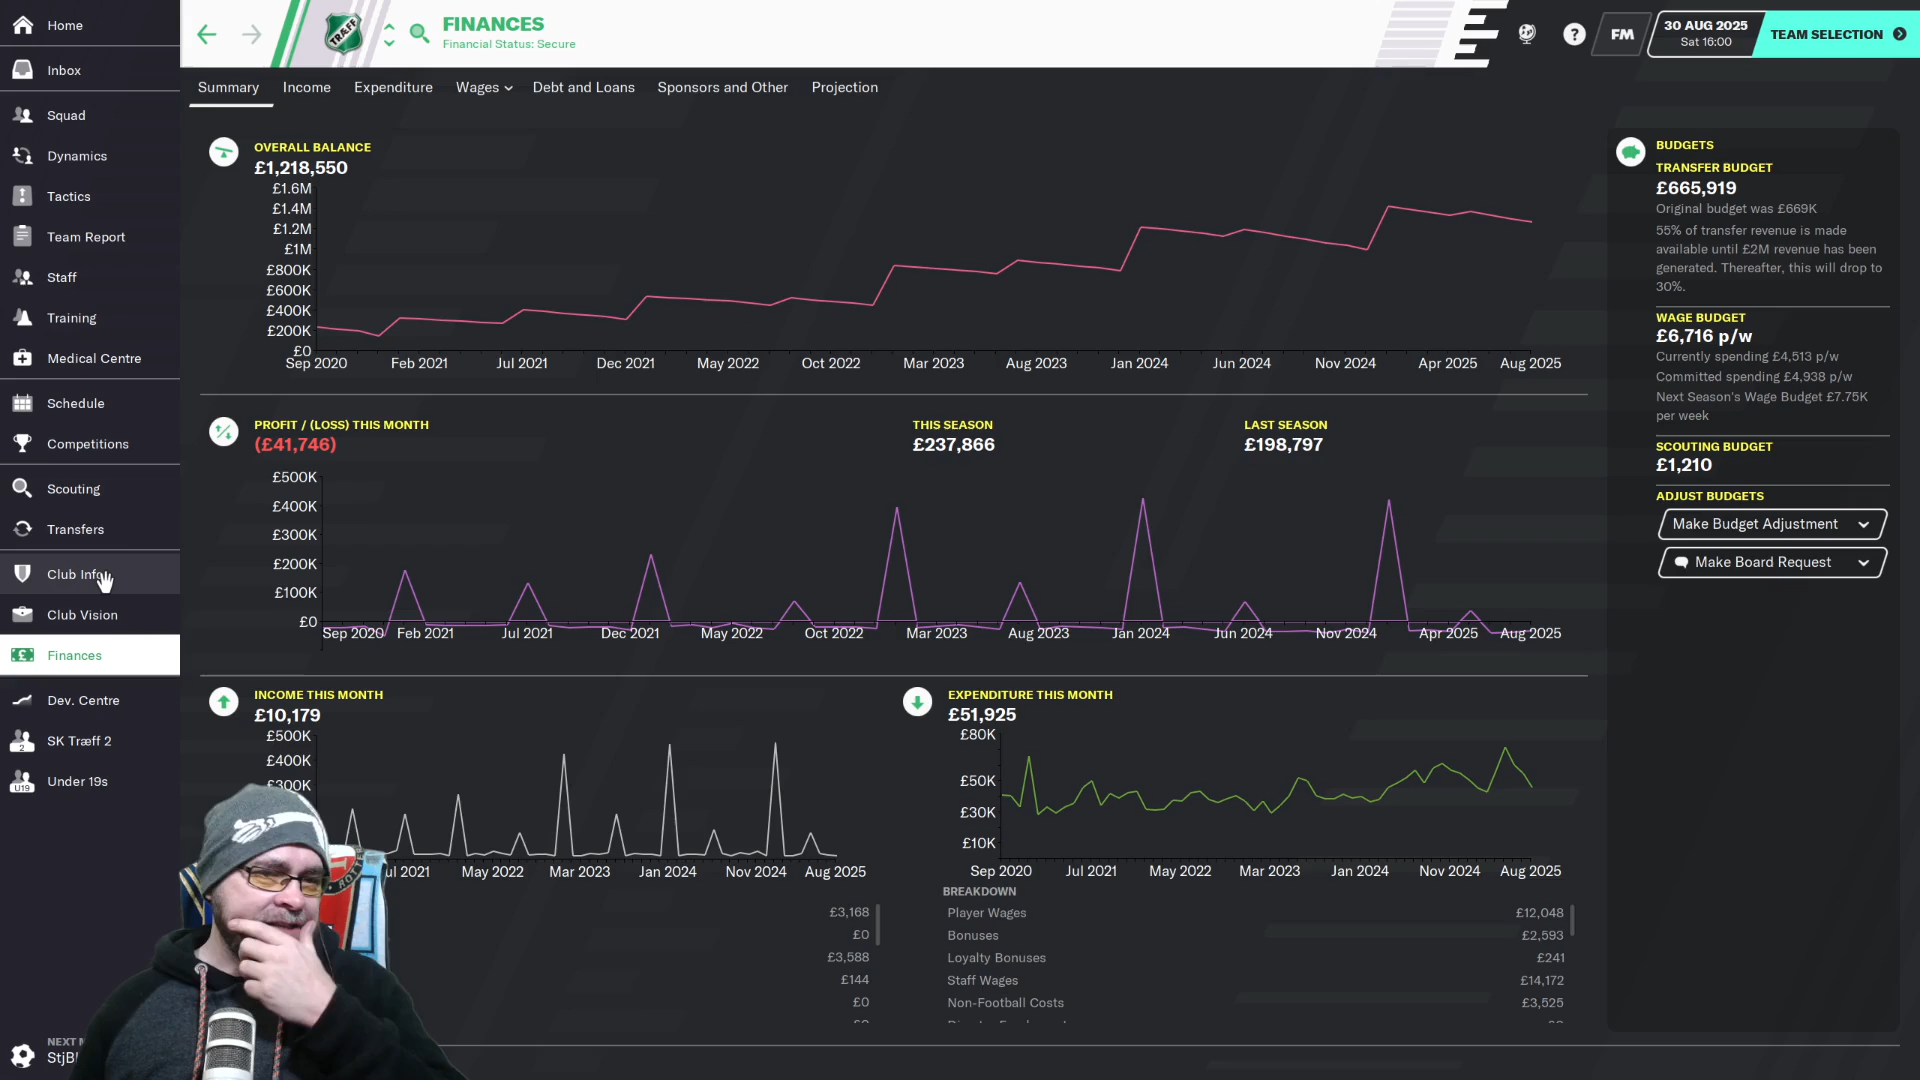 Home
Inbox
Squad
Dynamics
Tactics
Team Report
Staff
Training
Medical Centre
Schedule
Competitions
Scouting
Transfers
Club Info
Club Vision
Finances
Dev. Centre
2
SK Træff 2
U19
Under 19s
TRÆFF
FINANCES
Financial Status: Secure
?
FM
30 AUG 2025
Sat 16:00
TEAM SELECTION
Summary
Income
Expenditure
Wages
Debt and Loans
Sponsors and Other
Projection
OVERALL BALANCE
£1,218,550
£1.6M
£1.4M
£1.2M
£1M
£800K
£600K
£400K
£200K
£0
Sep 2020 Feb 2021 Jul 2021 Dec 2021 May 2022 Oct 2022 Mar 2023 Aug 2023 Jan 2024 Jun 2024 Nov 2024 Apr 2025 Aug 2025
PROFIT / (LOSS) THIS MONTH
(£41,746)
THIS SEASON
£237,866
LAST SEASON
£198,797
£500K
£400K
£300K
£200K
£100K
£0
Sep 2020 Feb 2021 Jul 2021 Dec 2021 May 2022 Oct 2022 Mar 2023 Aug 2023 Jan 2024 Jun 2024 Nov 2024 Apr 2025 Aug 2025
INCOME THIS MONTH
£10,179
£500K
£400K
£300K
ul 2021 May 2022 Mar 2023 Jan 2024 Nov 2024 Aug 2025
£3,168
£0
£3,588
£144
£0
EXPENDITURE THIS MONTH
£51,925
£80K
£50K
£30K
£10K
Sep 2020 Jul 2021 May 2022 Mar 2023 Jan 2024 Nov 2024 Aug 2025
BREAKDOWN
Player Wages £12,048
Bonuses £2,593
Loyalty Bonuses £241
Staff Wages £14,172
Non-Football Costs £3,525
BUDGETS
TRANSFER BUDGET
£665,919
Original budget was £669K
55% of transfer revenue is made
available until £2M revenue has been
generated. Thereafter, this will drop to
30%.
WAGE BUDGET
£6,716 p/w
Currently spending £4,513 p/w
Committed spending £4,938 p/w
Next Season's Wage Budget £7.75K
per week
SCOUTING BUDGET
£1,210
ADJUST BUDGETS
Make Budget Adjustment
Make Board Request
NEXT